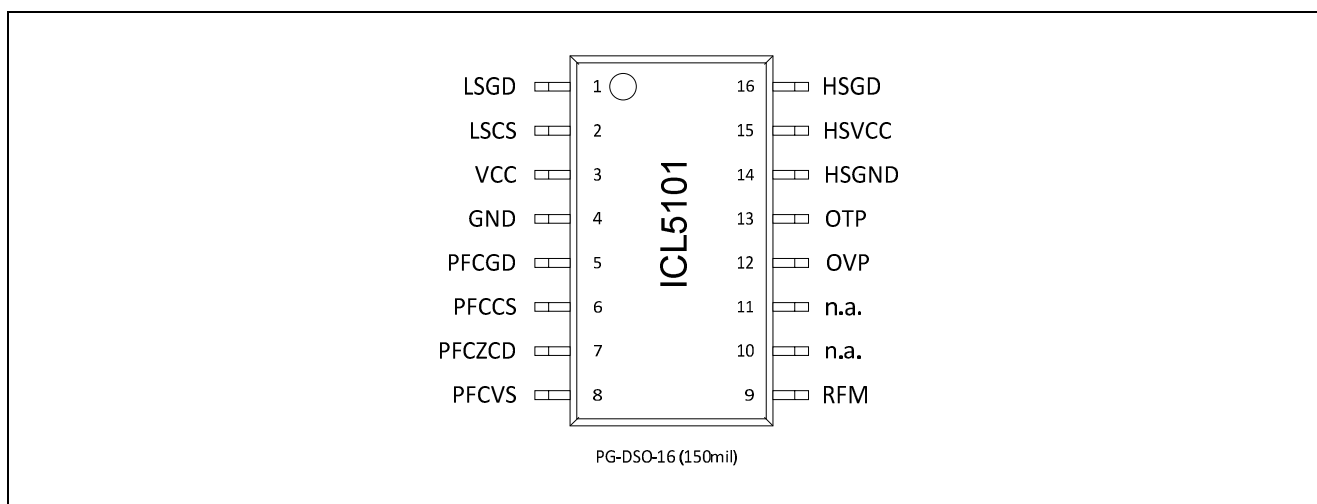 LSGD 1 16 HSGD
LSCS 2 15 HSVCC
VCC 3 14 HSGND
GND 4 13 OTP
PFCGD 5 12 OVP
PFCCS 6 11 n.a.
PFCZCD 7 10 n.a.
PFCVS 8 9 RFM
ICL5101
PG-DSO-16 (150mil)